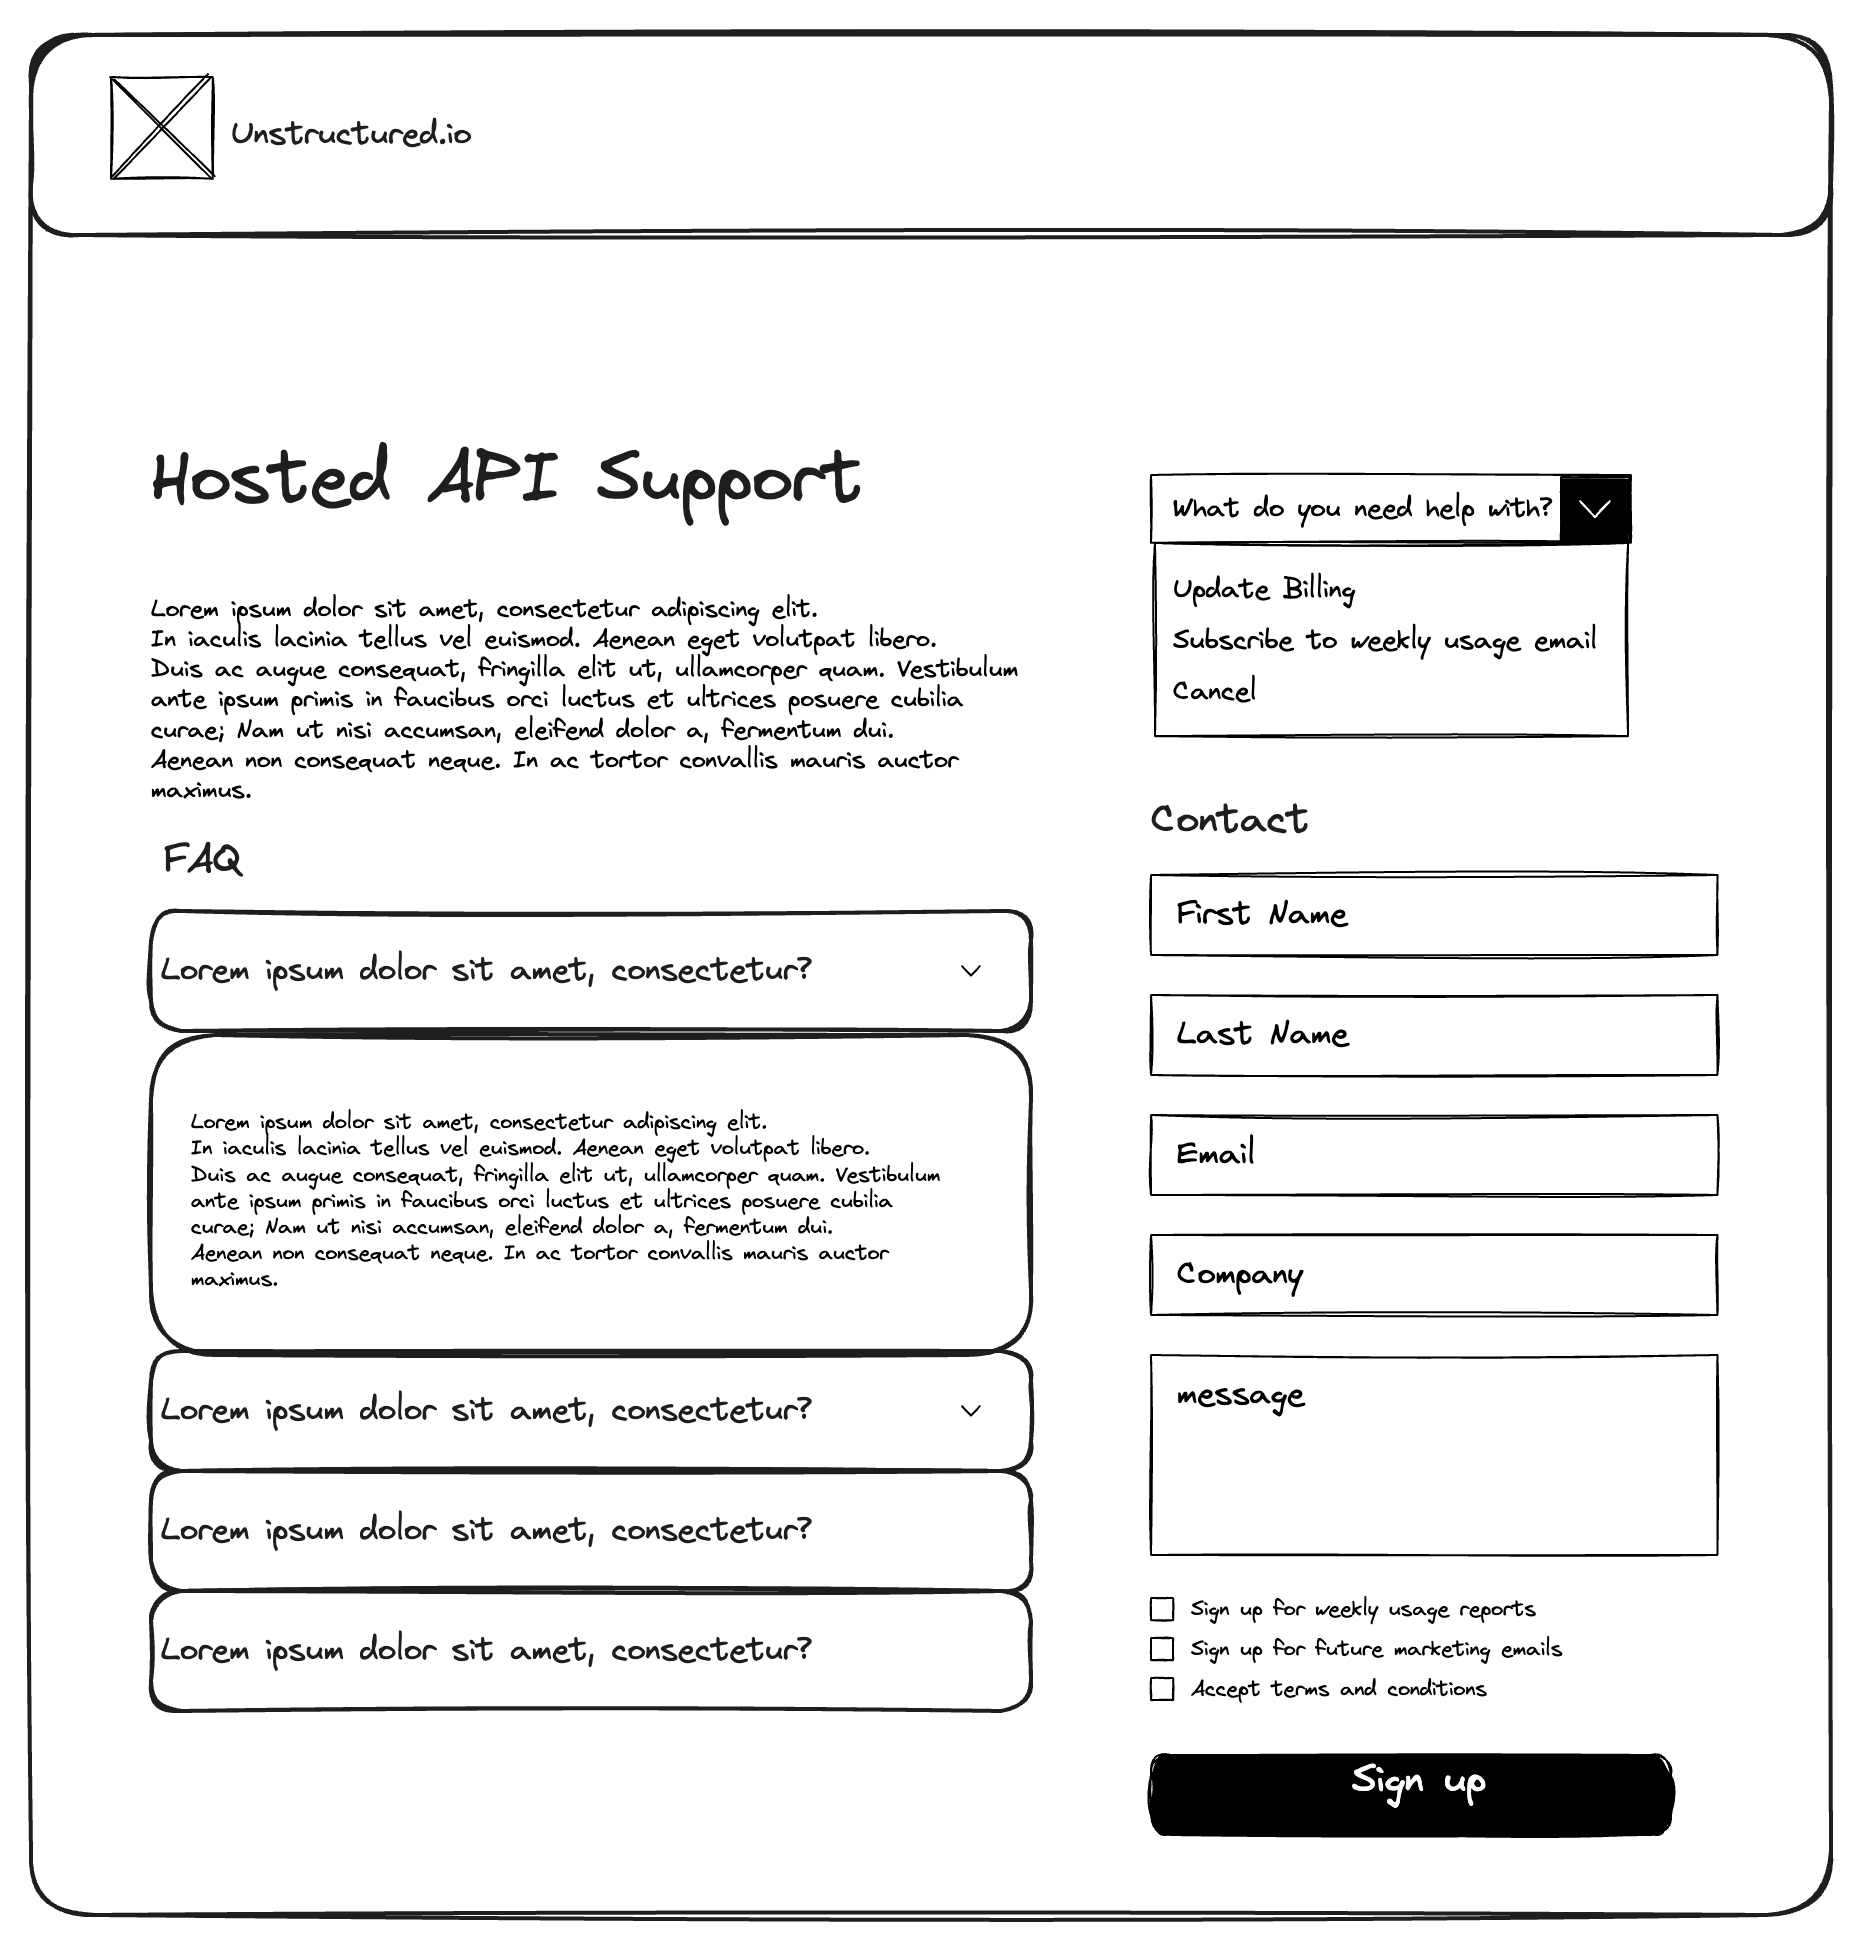 Unstructured.io
Hosted API Support
Lorem ipsum dolor sit amet, consectetur adipiscing elit.
In iaculis lacinia tellus vel euismod. Aenean eget volutpat libero.
Duis ac augue consequat, fringilla elit ut, ullamcorper quam. Vestibulum
ante ipsum primis in faucibus orci luctus et ultrices posuere cubilia
curae; Nam ut nisi accumsan, eleifend dolor a, fermentum dui.
Aenean non consequat neque. In ac tortor convallis mauris auctor
maximus.
FAQ
Lorem ipsum dolor sit amet, consectetur?
Lorem ipsum dolor sit amet, consectetur adipiscing elit.
In iaculis lacinia tellus vel euismod. Aenean eget volutpat libero.
Duis ac augue consequat, fringilla elit ut, ullamcorper quam. Vestibulum
ante ipsum primis in faucibus orci luctus et ultrices posuere cubilia
curae; Nam ut nisi accumsan, eleifend dolor a, fermentum dui.
Aenean non consequat neque. In ac tortor convallis mauris auctor
maximus.
Lorem ipsum dolor sit amet, consectetur?
Lorem ipsum dolor sit amet, consectetur?
Lorem ipsum dolor sit amet, consectetur?
What do you need help with?
Update Billing
Subscribe to weekly usage email
Cancel
Contact
First Name
Last Name
Email
Company
message
Sign up for weekly usage reports
Sign up for future marketing emails
Accept terms and conditions
Sign up